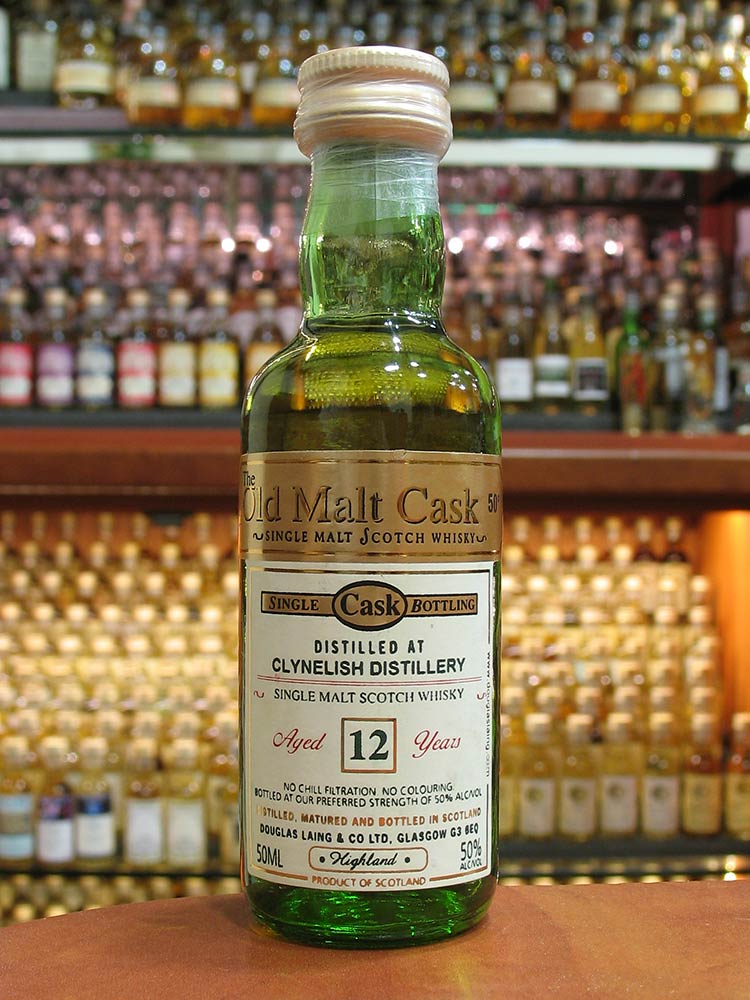 The
Old Malt Cask 50°
SINGLE MALT SCOTCH WHISKY
SINGLE Cask BOTTLING
DISTILLED AT
CLYNELISH DISTILLERY
SINGLE MALT SCOTCH WHISKY
Aged 12 Years
NO CHILL FILTRATION NO COLOURING
BOTTLED AT OUR PREFERRED STRENGTH OF 50% ALC/VOL
DISTILLED, MATURED AND BOTTLED IN SCOTLAND
DOUGLAS LAING & CO LTD, GLASGOW G3 6EQ
50ML • Highland • 50%
ALC/VOL
PRODUCT OF SCOTLAND
www.douglaslaing.com